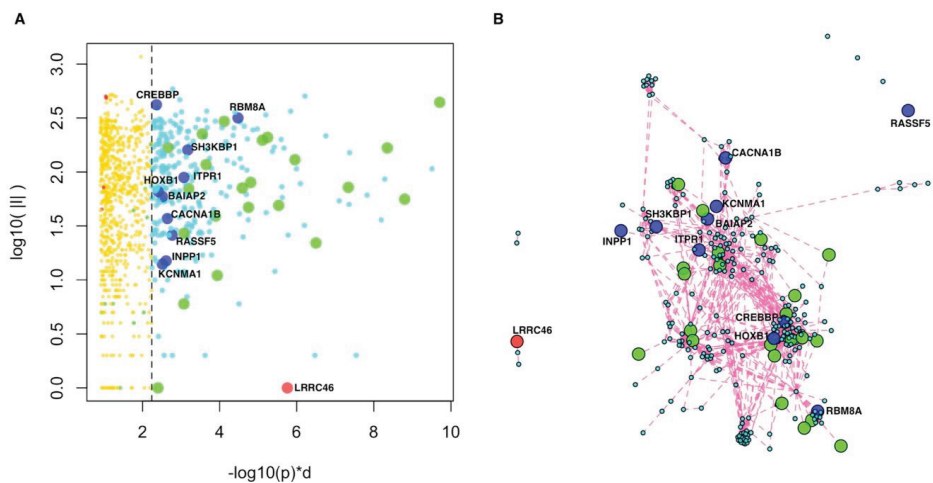 A
B
3.0
2.5
2.0
1.5
1.0
0.5
0.0
log10( |I|)
CREBBP
RBM8A
SH3KBP1
HOXB1
ITPR1
BAIAP2
CACNA1B
RASSF5
INPP1
KCNMA1
LRRC46
2 4 6 8 10
-log10(p)*d
RASSF5
CACNA1B
KCNMA1
SH3KBP1
BAIAP2
INPP1
ITPR1
CREBBP
HOXB1
LRRC46
RBM8A